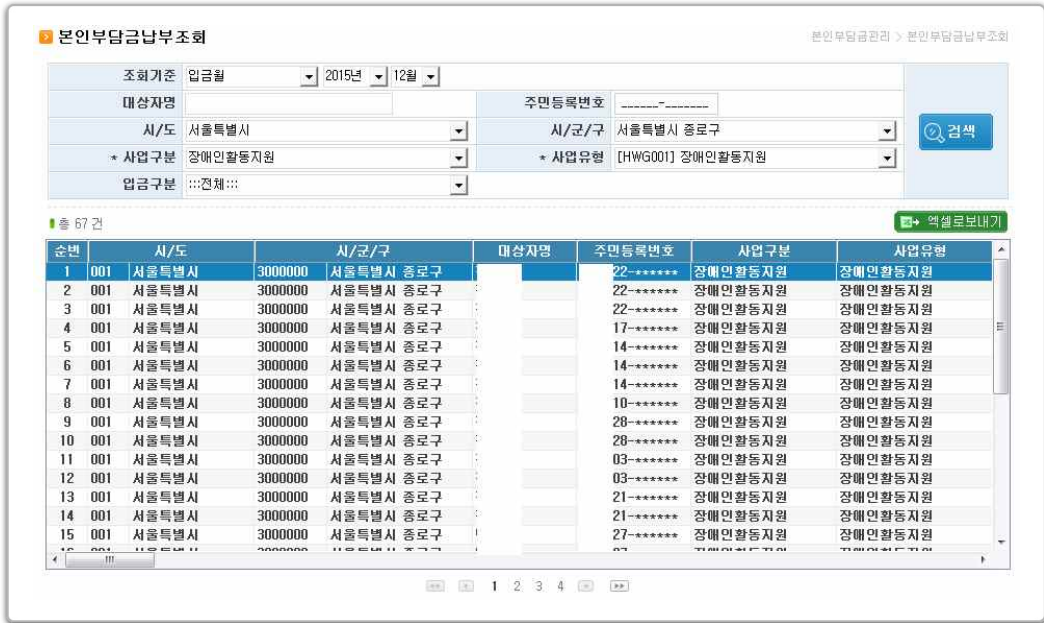 본인부담금납부조회
본인부담금관리 > 본인부담금납부조회
조회기준 입금월 2015년 12월
대상자명 주민등록번호 ______-_______
시/도 서울특별시 시/군/구 서울특별시 종로구
검색
* 사업구분 장애인활동지원 * 사업유형 [HWG001] 장애인활동지원
입금구분 :::전체:::
총 67 건
엑셀로보내기
순번 시/도 시/군/구 대상자명 주민등록번호 사업구분 사업유형
1 001 서울특별시 3000000 서울특별시 종로구 22-****** 장애인활동지원 장애인활동지원
2 001 서울특별시 3000000 서울특별시 종로구 22-****** 장애인활동지원 장애인활동지원
3 001 서울특별시 3000000 서울특별시 종로구 22-****** 장애인활동지원 장애인활동지원
4 001 서울특별시 3000000 서울특별시 종로구 17-****** 장애인활동지원 장애인활동지원
5 001 서울특별시 3000000 서울특별시 종로구 14-****** 장애인활동지원 장애인활동지원
6 001 서울특별시 3000000 서울특별시 종로구 14-****** 장애인활동지원 장애인활동지원
7 001 서울특별시 3000000 서울특별시 종로구 14-****** 장애인활동지원 장애인활동지원
8 001 서울특별시 3000000 서울특별시 종로구 10-****** 장애인활동지원 장애인활동지원
9 001 서울특별시 3000000 서울특별시 종로구 28-****** 장애인활동지원 장애인활동지원
10 001 서울특별시 3000000 서울특별시 종로구 28-****** 장애인활동지원 장애인활동지원
11 001 서울특별시 3000000 서울특별시 종로구 03-****** 장애인활동지원 장애인활동지원
12 001 서울특별시 3000000 서울특별시 종로구 03-****** 장애인활동지원 장애인활동지원
13 001 서울특별시 3000000 서울특별시 종로구 21-****** 장애인활동지원 장애인활동지원
14 001 서울특별시 3000000 서울특별시 종로구 21-****** 장애인활동지원 장애인활동지원
15 001 서울특별시 3000000 서울특별시 종로구 27-****** 장애인활동지원 장애인활동지원
1 2 3 4